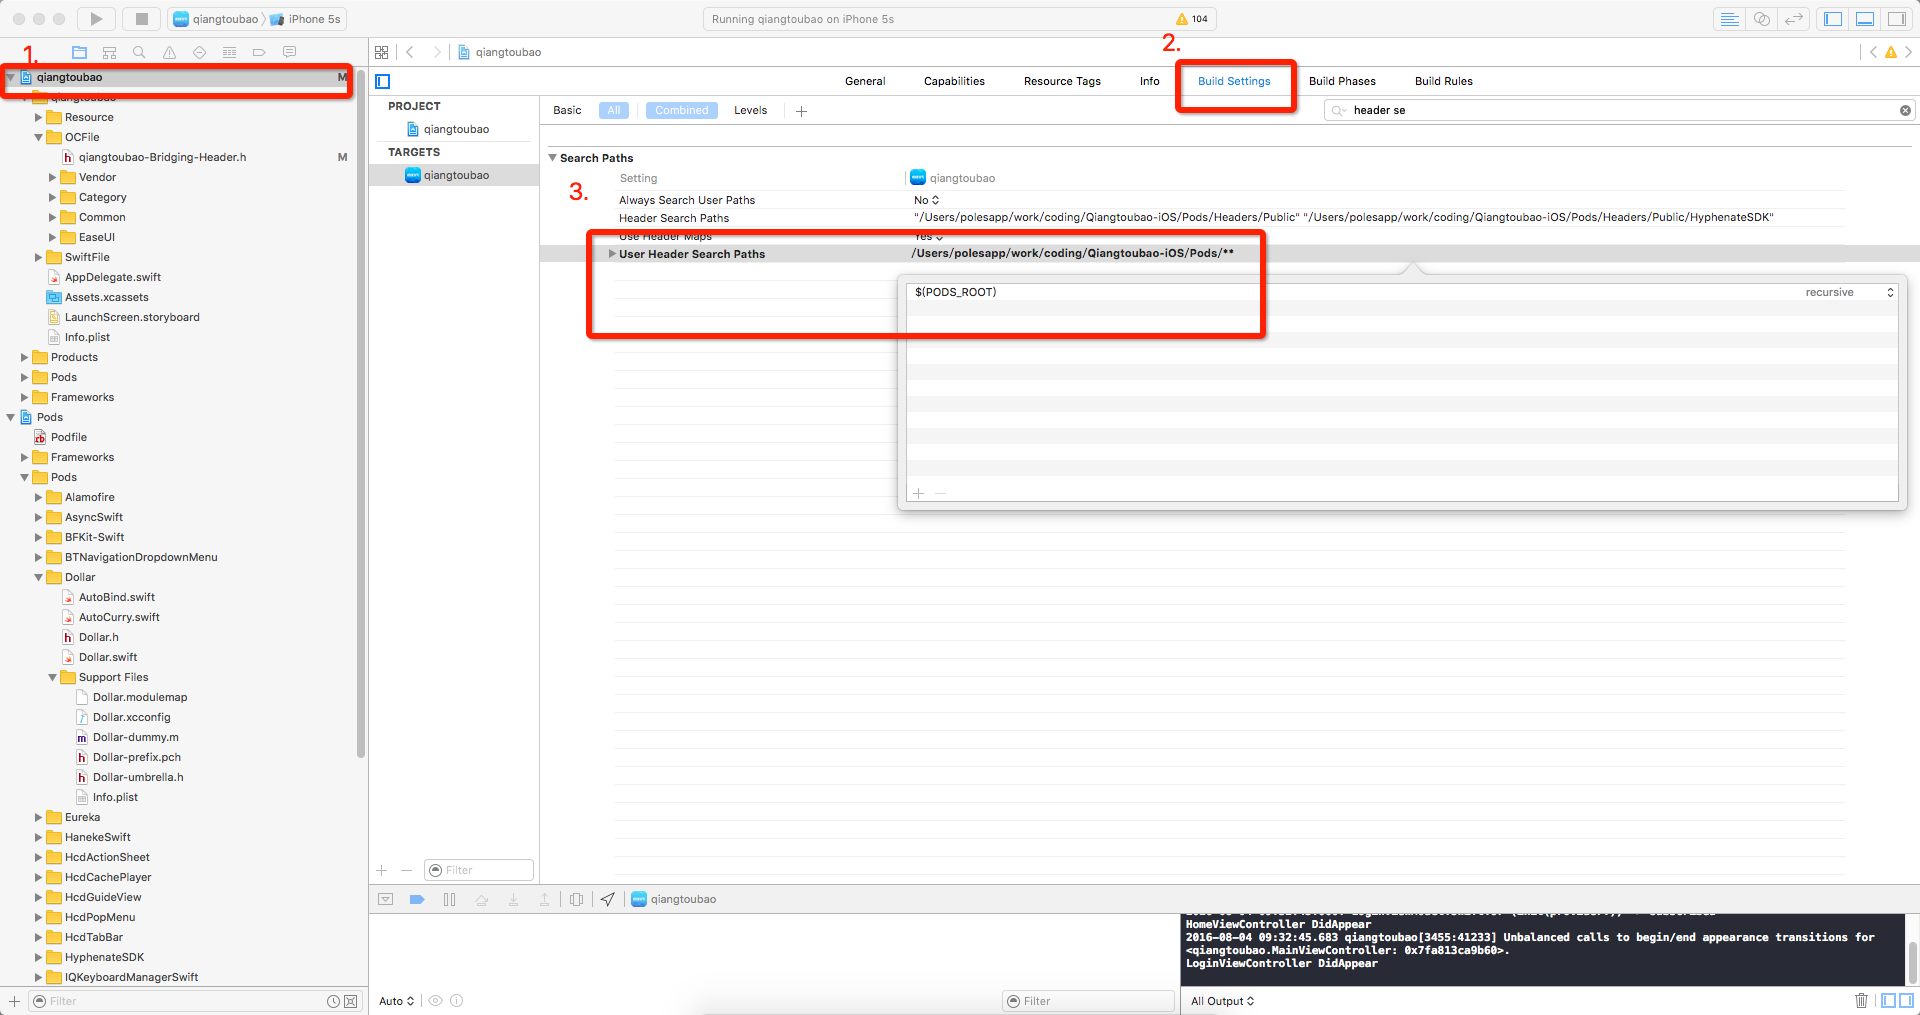 qiangtoubao iPhone 5s
Running qiangtoubao on iPhone 5s
104
1.
qiangtoubao
2.
qiangtoubao M
qiangtoubao
Resource
OCFile
qiangtoubao-Bridging-Header.h M
Vendor
Category
Common
EaseUI
SwiftFile
AppDelegate.swift
Assets.xcassets
LaunchScreen.storyboard
Info.plist
Products
Pods
Frameworks
Pods
Podfile
Frameworks
Pods
Alamofire
AsyncSwift
BFKit-Swift
BTNavigationDropdownMenu
Dollar
AutoBind.swift
AutoCurry.swift
Dollar.h
Dollar.swift
Support Files
Dollar.modulemap
Dollar.xcconfig
Dollar-dummy.m
Dollar-prefix.pch
Dollar-umbrella.h
Info.plist
Eureka
HanekeSwift
HcdActionSheet
HcdCachePlayer
HcdGuideView
HcdPopMenu
HcdTabBar
HyphenateSDK
IQKeyboardManagerSwift
Filter
General Capabilities Resource Tags Info Build Settings Build Phases Build Rules
PROJECT
qiangtoubao
TARGETS
qiangtoubao
Filter
Basic All Combined Levels
header se
Search Paths
Setting qiangtoubao
3.
Always Search User Paths No
Header Search Paths "/Users/polesapp/work/coding/Qiangtoubao-iOS/Pods/Headers/Public" "/Users/polesapp/work/coding/Qiangtoubao-iOS/Pods/Headers/Public/HyphenateSDK"
Use Header Maps Yes
User Header Search Paths /Users/polesapp/work/coding/Qiangtoubao-iOS/Pods/**
$(PODS_ROOT) recursive
qiangtoubao
HomeViewController DidAppear
2016-08-04 09:32:45.683 qiangtoubao[3455:41233] Unbalanced calls to begin/end appearance transitions for
<qiangtoubao.MainViewController: 0x7fa813ca9b60>.
LoginViewController DidAppear
Auto
Filter
All Output